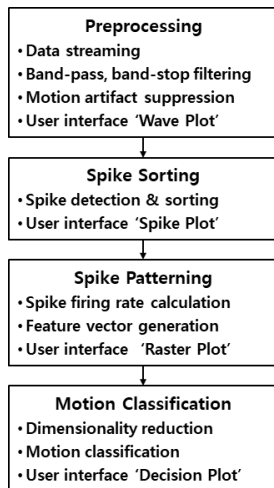 Preprocessing
• Data streaming
• Band-pass, band-stop filtering
• Motion artifact suppression
• User interface ‘Wave Plot’
Spike Sorting
• Spike detection & sorting
• User interface ‘Spike Plot’
Spike Patterning
• Spike firing rate calculation
• Feature vector generation
• User interface ‘Raster Plot’
Motion Classification
• Dimensionality reduction
• Motion classification
• User interface ‘Decision Plot’